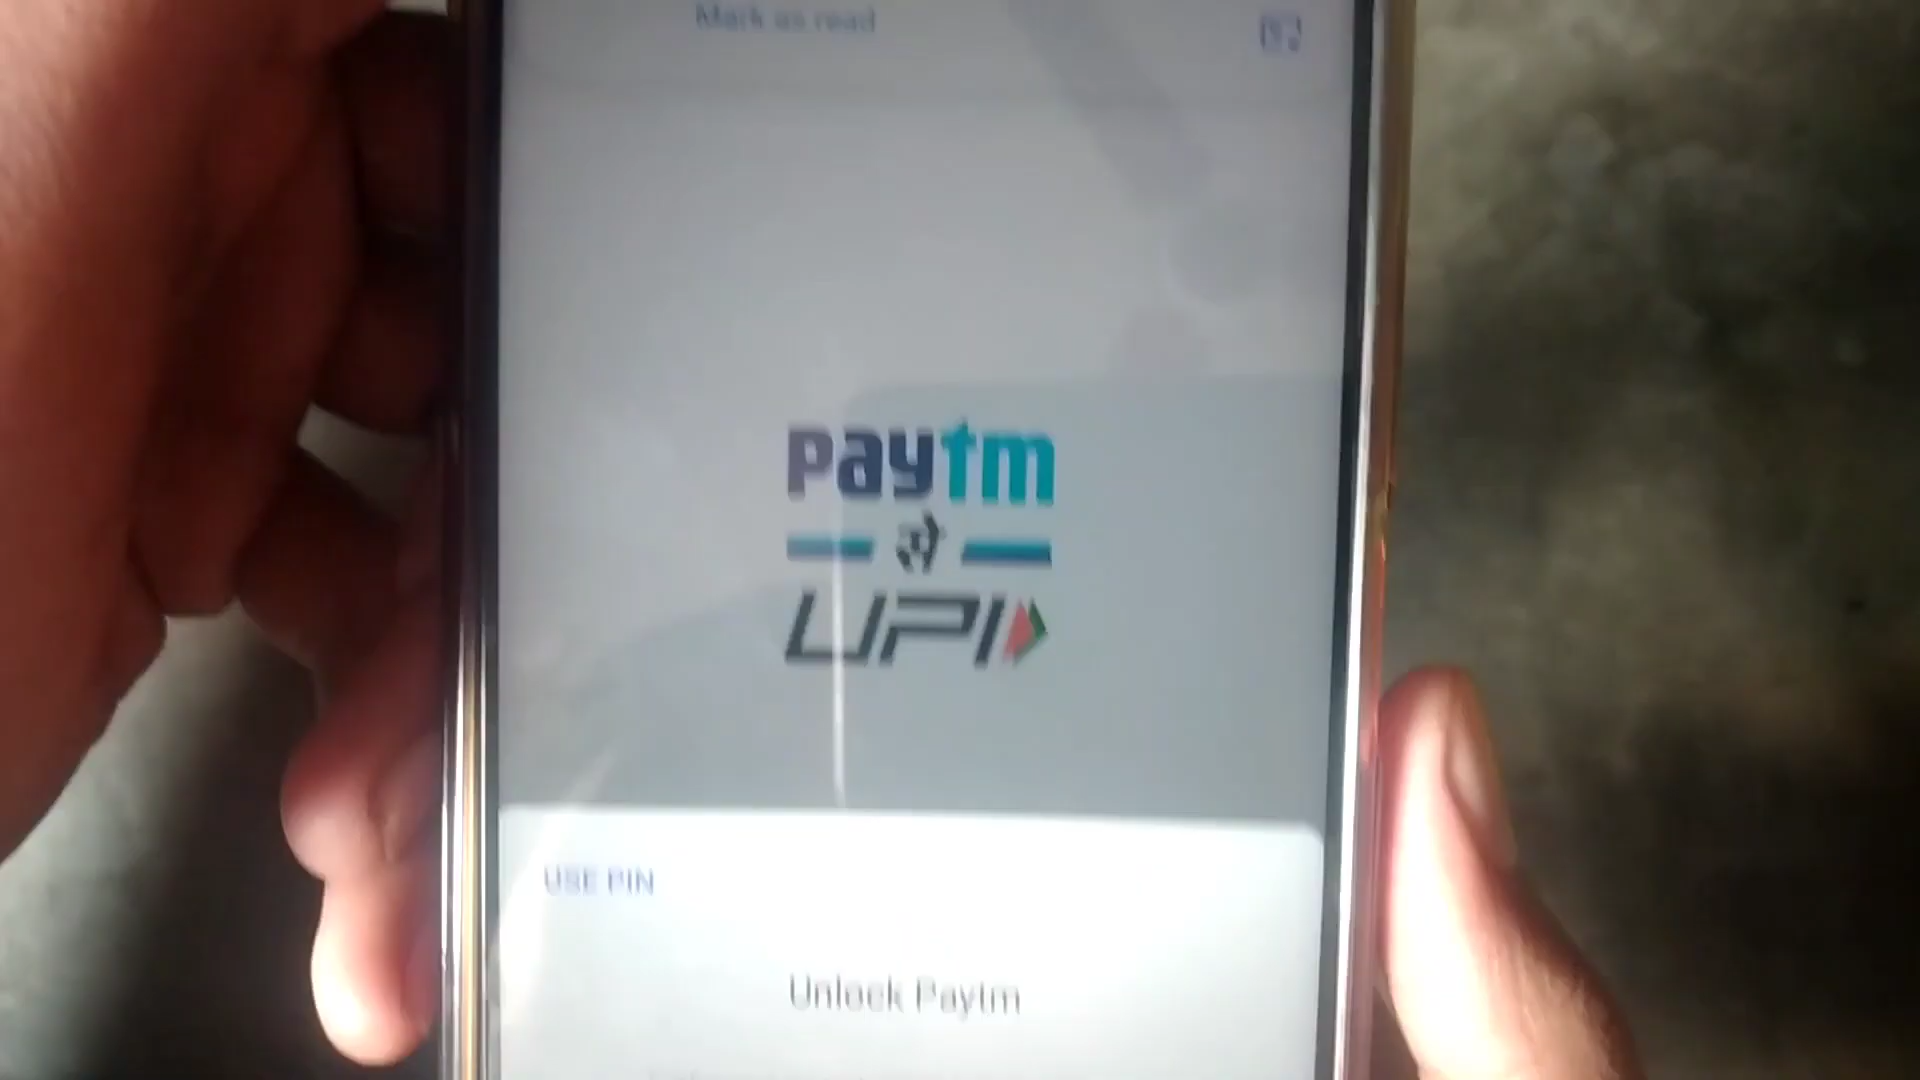 Mark as read
paytm
से
UPI
USE PIN
Unlock Paytm